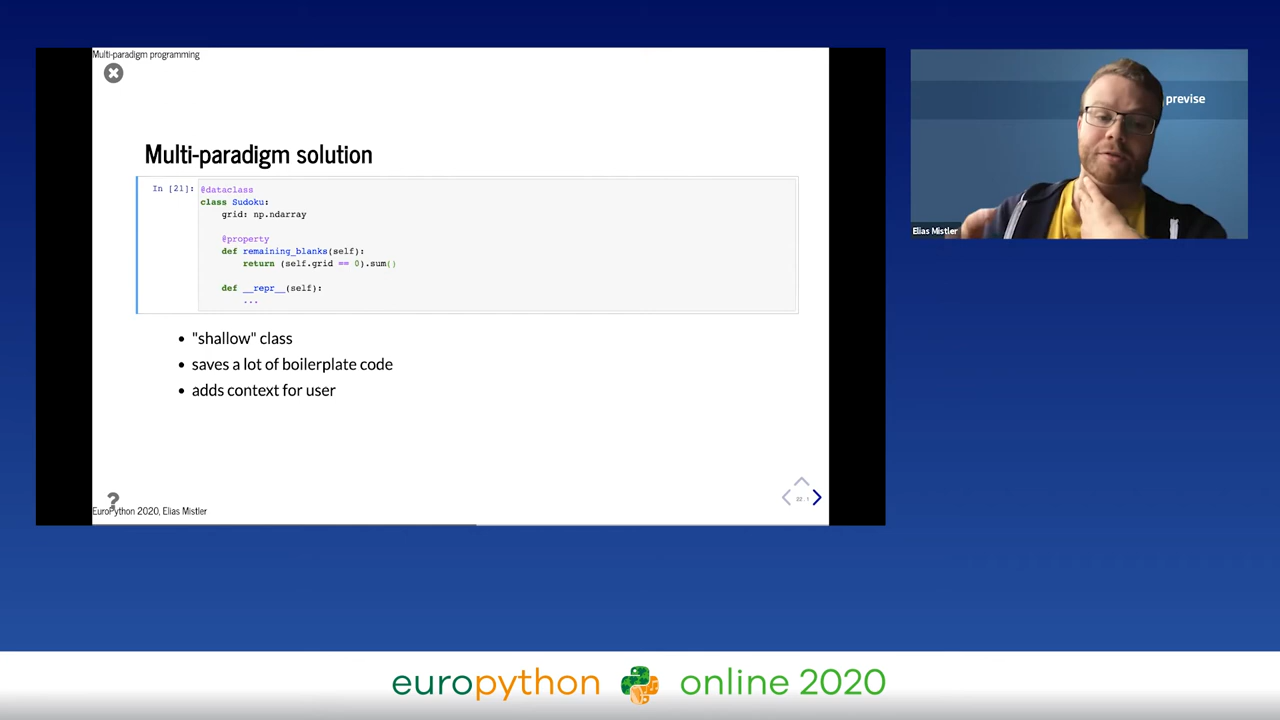 Multi-paradigm programming
Multi-paradigm solution
In [21]:
@dataclass
class Sudoku:
    grid: np.ndarray
    @property
    def remaining_blanks(self):
        return (self.grid == 0).sum()
    def __repr__(self):
        ...
• "shallow" class
• saves a lot of boilerplate code
• adds context for user
?
EuroPython 2020, Elias Mistler
22.1
previse
Elias Mistler
europython online 2020